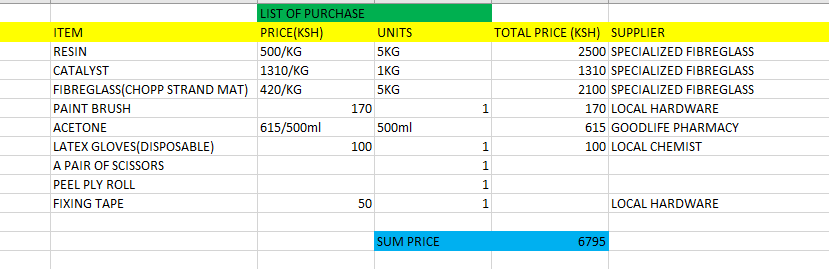 LIST OF PURCHASE
ITEM PRICE(KSH) UNITS TOTAL PRICE (KSH) SUPPLIER
RESIN 500/KG 5KG 2500 SPECIALIZED FIBREGLASS
CATALYST 1310/KG 1KG 1310 SPECIALIZED FIBREGLASS
FIBREGLASS(CHOPP STRAND MAT) 420/KG 5KG 2100 SPECIALIZED FIBREGLASS
PAINT BRUSH 170 1 170 LOCAL HARDWARE
ACETONE 615/500ml 500ml 615 GOODLIFE PHARMACY
LATEX GLOVES(DISPOSABLE) 100 1 100 LOCAL CHEMIST
A PAIR OF SCISSORS 1
PEEL PLY ROLL 1
FIXING TAPE 50 1 LOCAL HARDWARE
SUM PRICE 6795